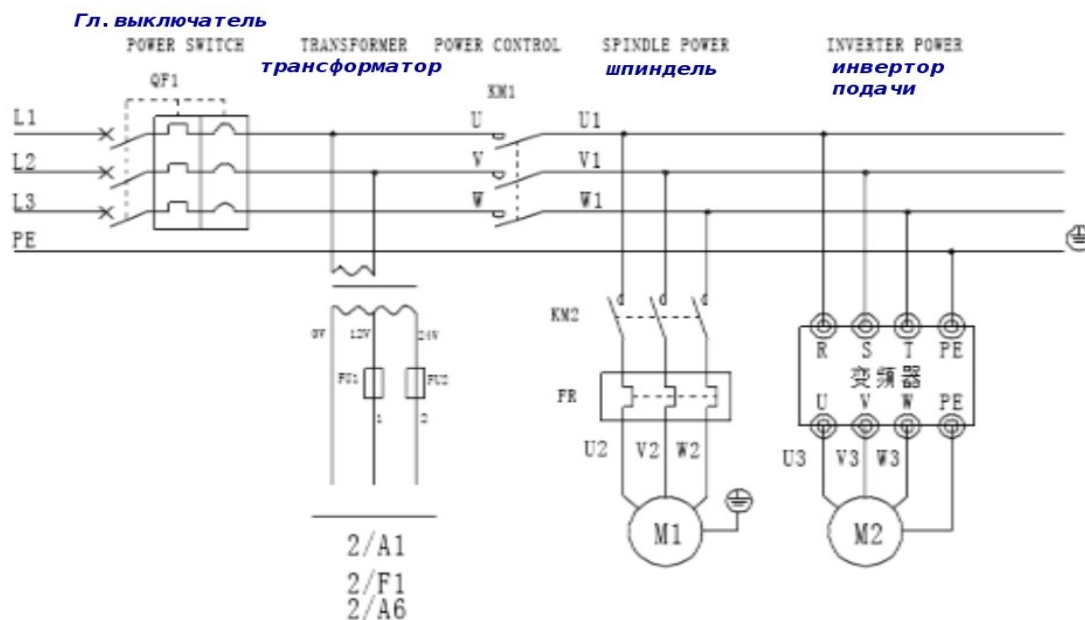 Гл.выключатель
POWER SWITCH TRANSFORMER POWER CONTROL SPINDLE POWER INVERTER POWER
трансформатор шпиндель инвертор
подачи
QF1 KM1
L1 U U1
L2 V V1
L3 W W1
PE
KM2
0V 12V 24V
R S T PE
变频器
FU1 FU2 FR
U V W PE
1 2
U2 V2 W2 U3 V3 W3
M1 M2
2/A1
2/F1
2/A6